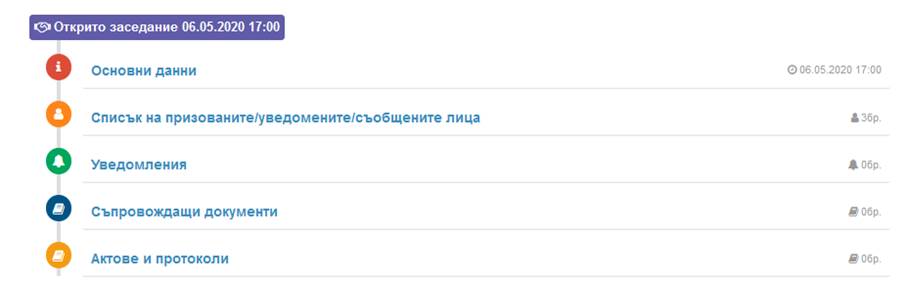 Открито заседание 06.05.2020 17:00
Основни данни 06.05.2020 17:00
Списък на призованите/уведомените/съобщените лица 3бр.
Уведомления 0бр.
Съпровождащи документи 0бр.
Актове и протоколи 0бр.